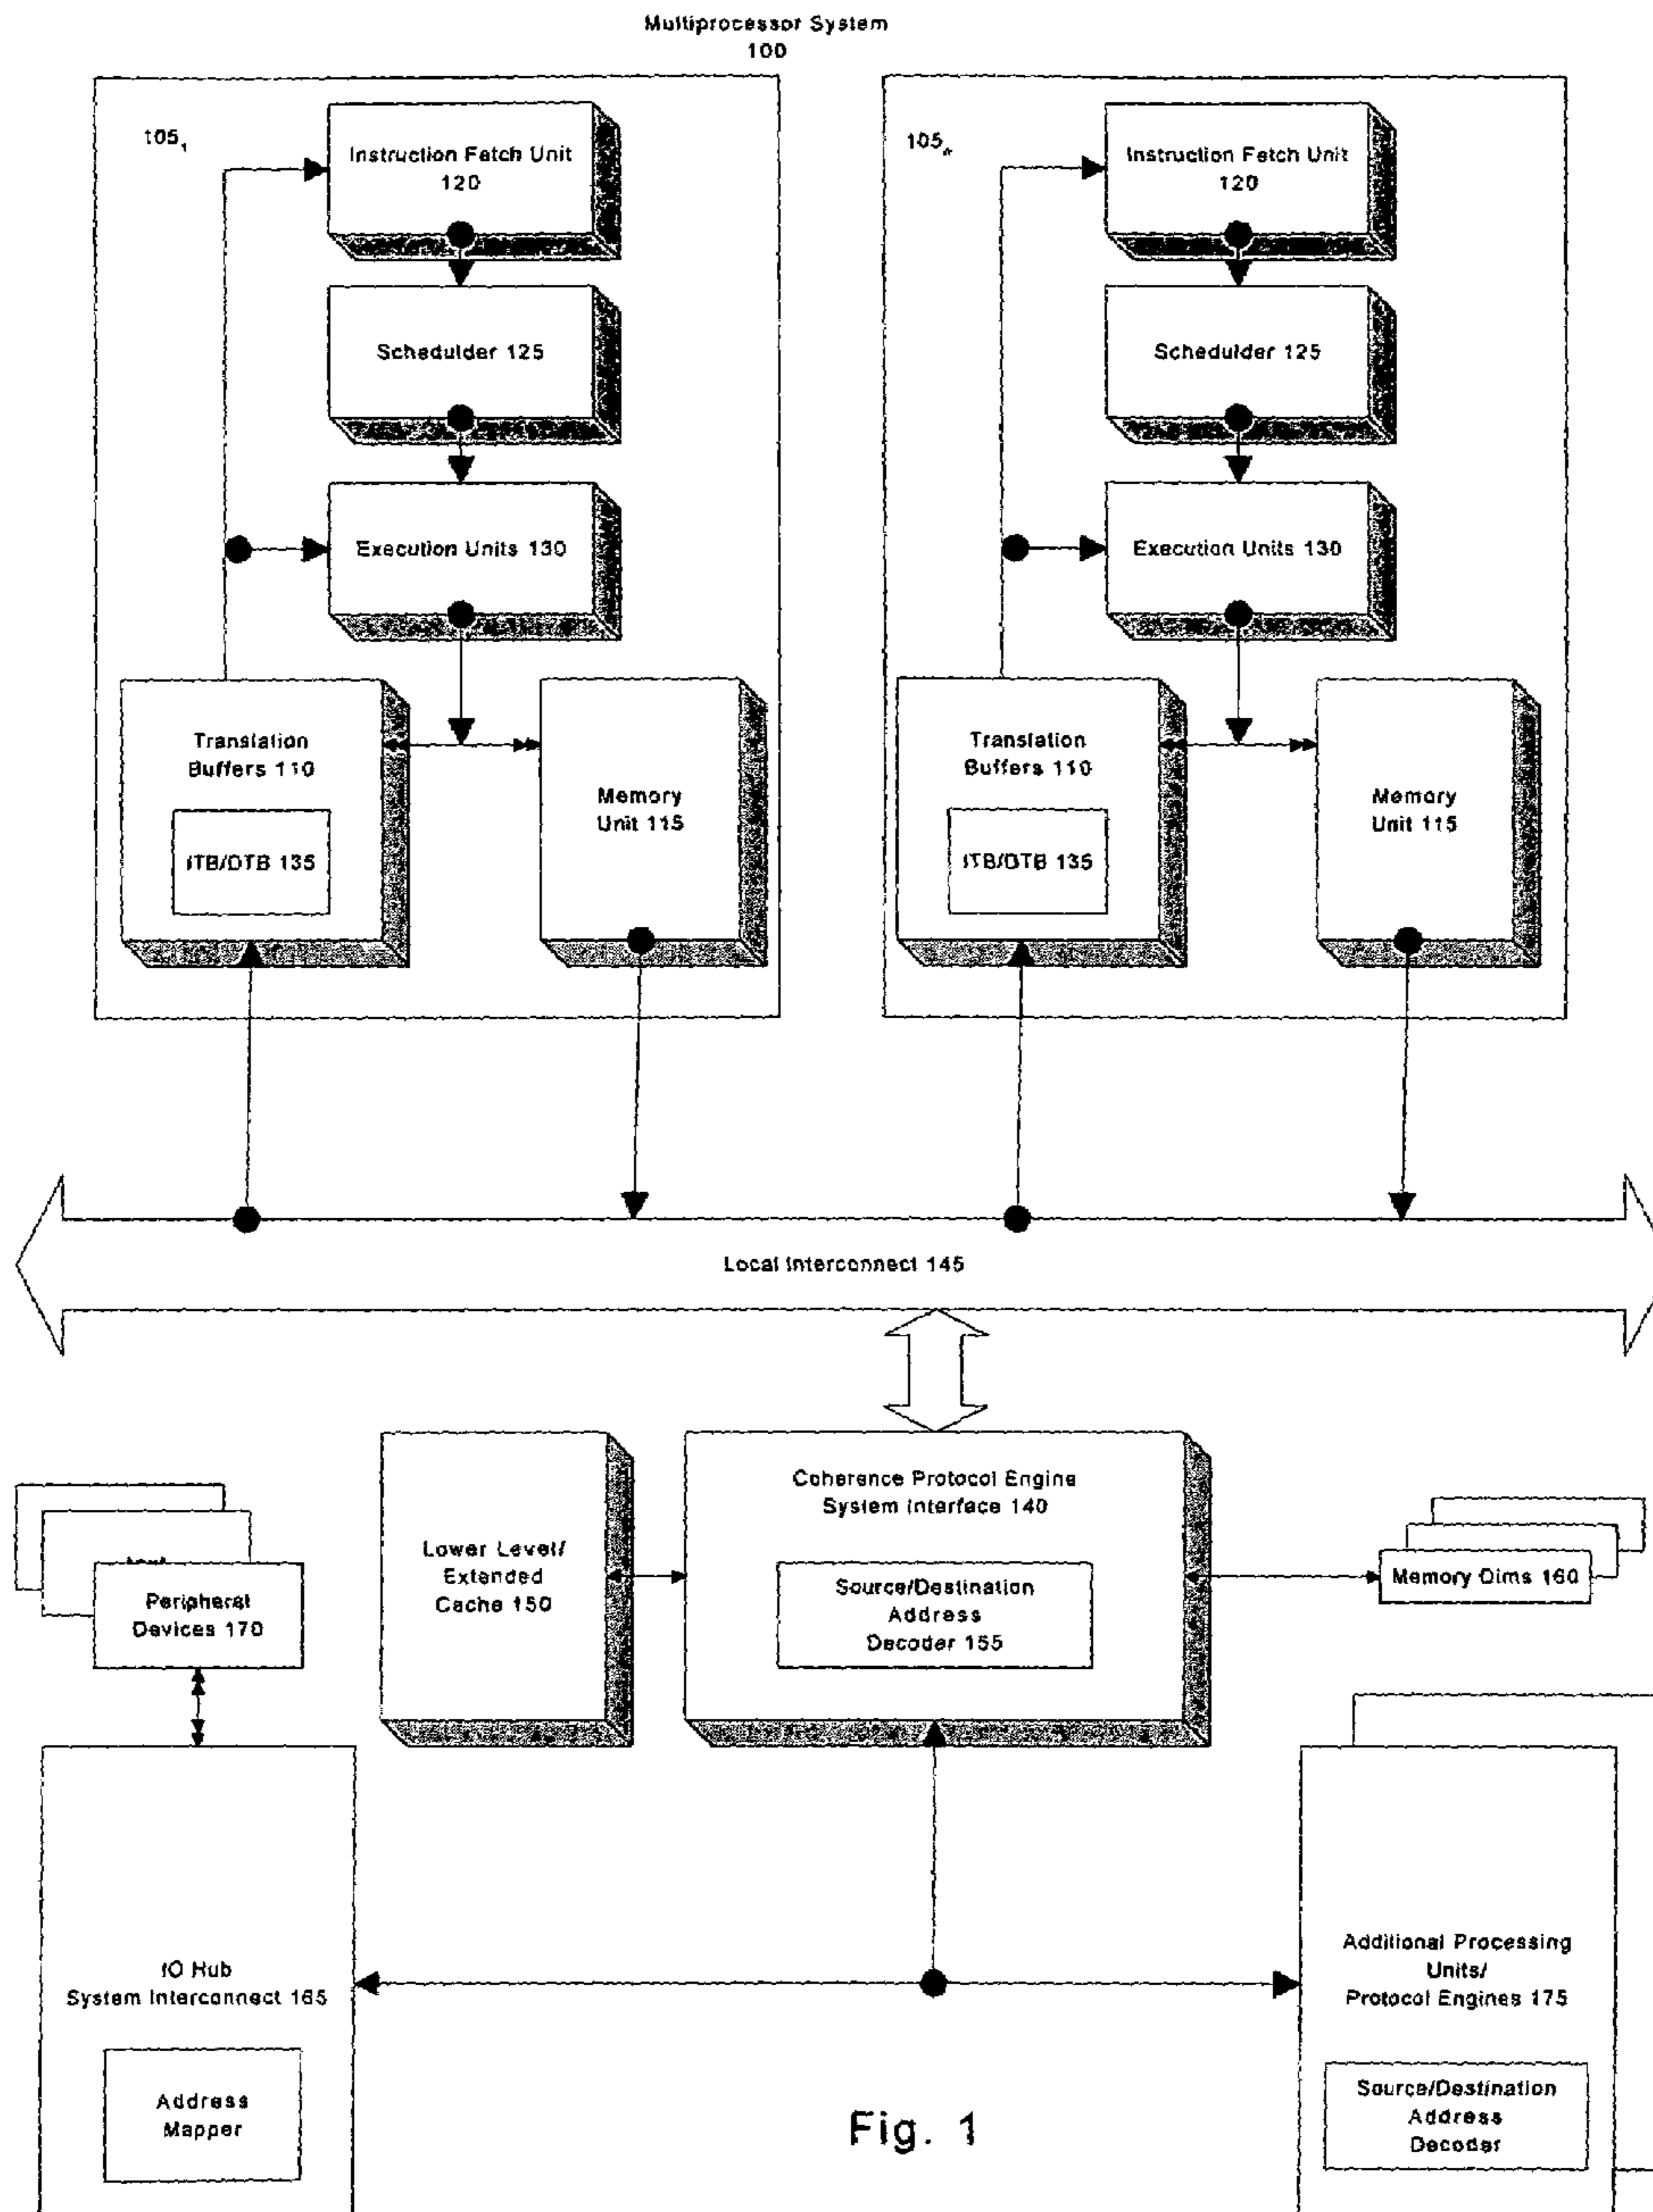 Multiprocessor System
100
105₁
Instruction Fetch Unit
120
Schedulder 125
Execution Units 130
Translation
Buffers 110
ITB/DTB 135
Memory
Unit 115
105ₙ
Instruction Fetch Unit
120
Schedulder 125
Execution Units 130
Translation
Buffers 110
ITB/DTB 135
Memory
Unit 115
Local Interconnect 145
Lower Level/
Extended
Cache 150
Coherence Protocol Engine
System Interface 140
Source/Destination
Address
Decoder 155
Memory Dims 160
Peripheral
Devices 170
IO Hub
System Interconnect 165
Address
Mapper
Additional Processing
Units/
Protocol Engines 175
Source/Destination
Address
Decoder
Fig. 1